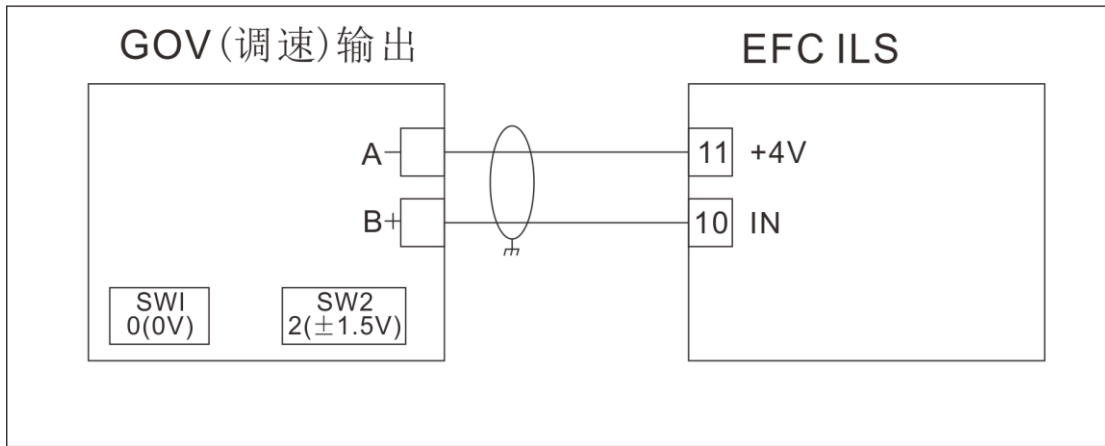 GOV(调速)输出
EFC ILS
A-
11 +4V
B+
10 IN
SWI
0(0V)
SW2
2(±1.5V)